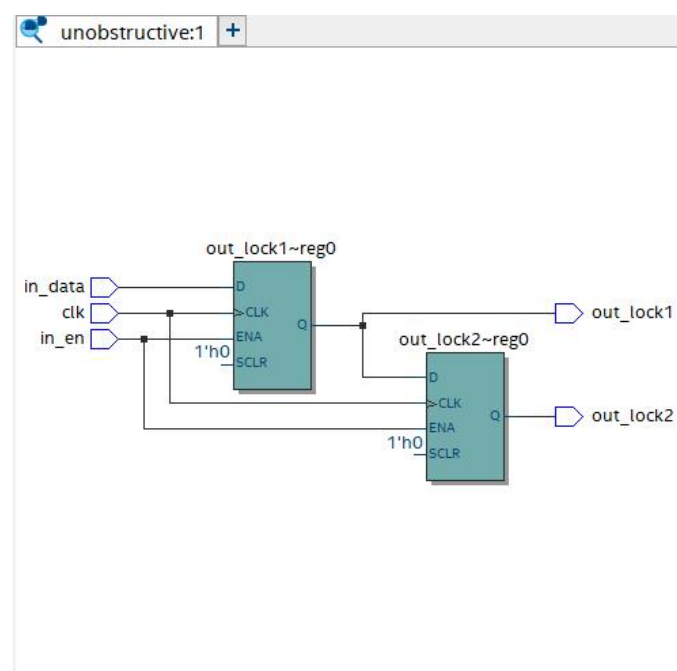 unobstructive:1 +
out_lock1~reg0
in_data
clk
in_en
1'h0
D
CLK
ENA
SCLR
Q
out_lock1
out_lock2~reg0
1'h0
D
CLK
ENA
SCLR
Q
out_lock2